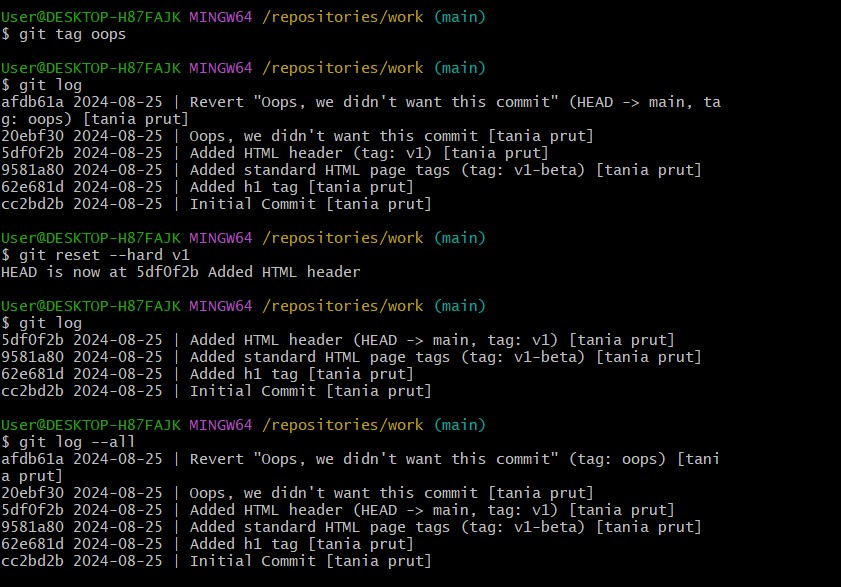 User@DESKTOP-H87FAJK MINGW64 /repositories/work (main)
$ git tag oops
User@DESKTOP-H87FAJK MINGW64 /repositories/work (main)
$ git log
afdb61a 2024-08-25 | Revert "Oops, we didn't want this commit" (HEAD -> main, ta
g: oops) [tania prut]
20ebf30 2024-08-25 | Oops, we didn't want this commit [tania prut]
5df0f2b 2024-08-25 | Added HTML header (tag: v1) [tania prut]
9581a80 2024-08-25 | Added standard HTML page tags (tag: v1-beta) [tania prut]
62e681d 2024-08-25 | Added h1 tag [tania prut]
cc2bd2b 2024-08-25 | Initial Commit [tania prut]
User@DESKTOP-H87FAJK MINGW64 /repositories/work (main)
$ git reset --hard v1
HEAD is now at 5df0f2b Added HTML header
User@DESKTOP-H87FAJK MINGW64 /repositories/work (main)
$ git log
5df0f2b 2024-08-25 | Added HTML header (HEAD -> main, tag: v1) [tania prut]
9581a80 2024-08-25 | Added standard HTML page tags (tag: v1-beta) [tania prut]
62e681d 2024-08-25 | Added h1 tag [tania prut]
cc2bd2b 2024-08-25 | Initial Commit [tania prut]
User@DESKTOP-H87FAJK MINGW64 /repositories/work (main)
$ git log --all
afdb61a 2024-08-25 | Revert "Oops, we didn't want this commit" (tag: oops) [tani
a prut]
20ebf30 2024-08-25 | Oops, we didn't want this commit [tania prut]
5df0f2b 2024-08-25 | Added HTML header (HEAD -> main, tag: v1) [tania prut]
9581a80 2024-08-25 | Added standard HTML page tags (tag: v1-beta) [tania prut]
62e681d 2024-08-25 | Added h1 tag [tania prut]
cc2bd2b 2024-08-25 | Initial Commit [tania prut]